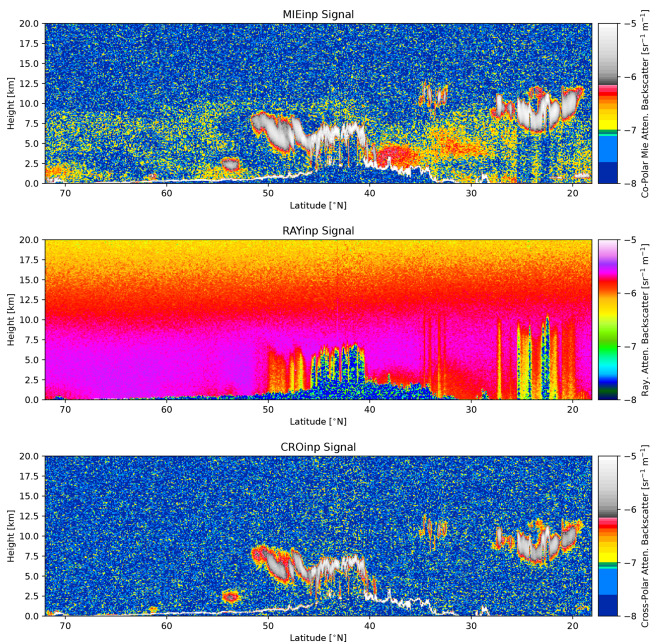 MIEinp Signal
20.0
17.5
15.0
12.5
10.0
7.5
5.0
2.5
0.0
Height [km]
70 60 50 40 30 20
Latitude [°N]
−5
−6
−7
−8
Co-Polar Mie Atten. Backscatter [sr⁻¹ m⁻¹]
RAYinp Signal
20.0
17.5
15.0
12.5
10.0
7.5
5.0
2.5
0.0
Height [km]
70 60 50 40 30 20
Latitude [°N]
−5
−6
−7
−8
Ray. Atten. Backscatter [sr⁻¹ m⁻¹]
CROinp Signal
20.0
17.5
15.0
12.5
10.0
7.5
5.0
2.5
0.0
Height [km]
70 60 50 40 30 20
Latitude [°N]
−5
−6
−7
−8
Cross-Polar Atten. Backscatter [sr⁻¹ m⁻¹]